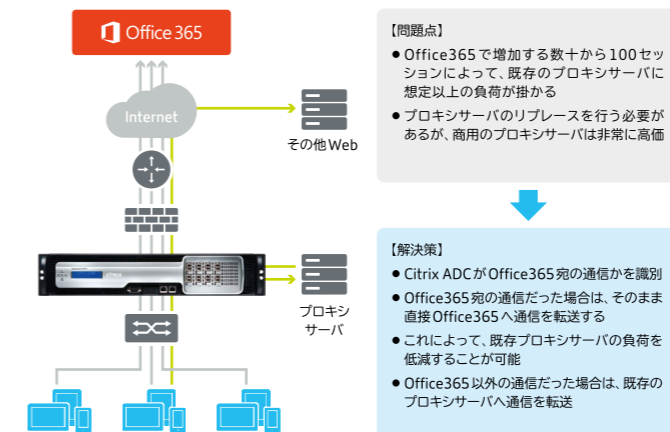 Office 365
Internet
その他Web
プロキシ
サーバ
【問題点】
● Office365で増加する数十から100セッ
ションによって、既存のプロキシサーバに
想定以上の負荷が掛かる
● プロキシサーバのリプレースを行う必要が
あるが、商用のプロキシサーバは非常に高価
【解決策】
● Citrix ADCがOffice365宛の通信かを識別
● Office365宛の通信だった場合は、そのまま
直接Office365へ通信を転送する
● これによって、既存プロキシサーバの負荷を
低減することが可能
● Office365以外の通信だった場合は、既存の
プロキシサーバへ通信を転送